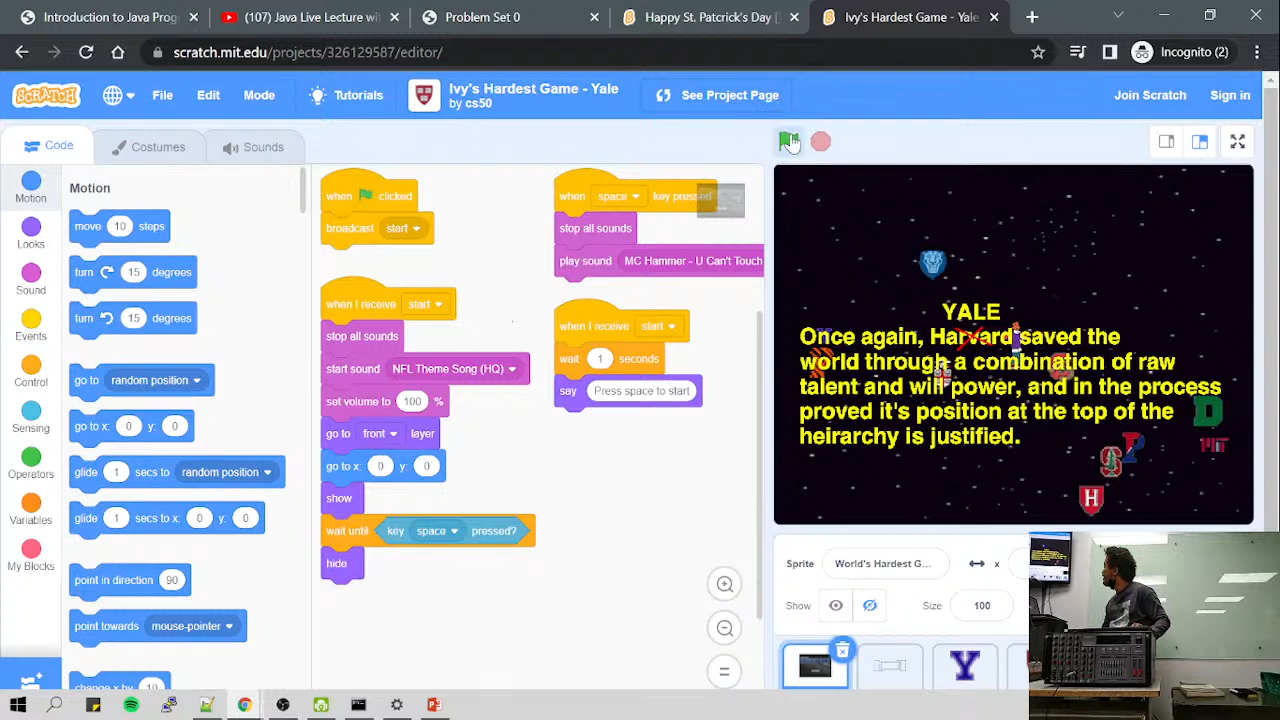 Introduction to Java Prog
(107) Java Live Lecture wi
Problem Set 0
Happy St. Patcrick's Day [
Ivy's Hardest Game - Yale
scratch.mit.edu/projects/326129587/editor/
Incognito (2)
SCRATCH
File
Edit
Mode
Tutorials
Ivy's Hardest Game - Yale
by cs50
See Project Page
Join Scratch
Sign in
Code
Costumes
Sounds
Motion
Looks
Sound
Events
Control
Sensing
Operators
Variables
My Blocks
Motion
move 10 steps
turn 15 degrees
turn 15 degrees
go to random position
go to x: 0 y: 0
glide 1 secs to random position
glide 1 secs to x: 0 y: 0
point in direction 90
point towards mouse-pointer
change x by 10
when clicked
broadcast start
when I receive start
stop all sounds
start sound NFL Theme Song (HQ)
set volume to 100 %
go to front layer
go to x: 0 y: 0
show
wait until key space pressed?
hide
when space key pressed
stop all sounds
play sound MC Hammer - U Can't Touch
when I receive start
wait 1 seconds
say Press space to start
YALE
Once again, Harvard saved the
world through a combination of raw
talent and will power, and in the process
proved it's position at the top of the
heirarchy is justified.
D
P
MIT
S
H
Sprite
World's Hardest G...
x
Show
Size
100
Y